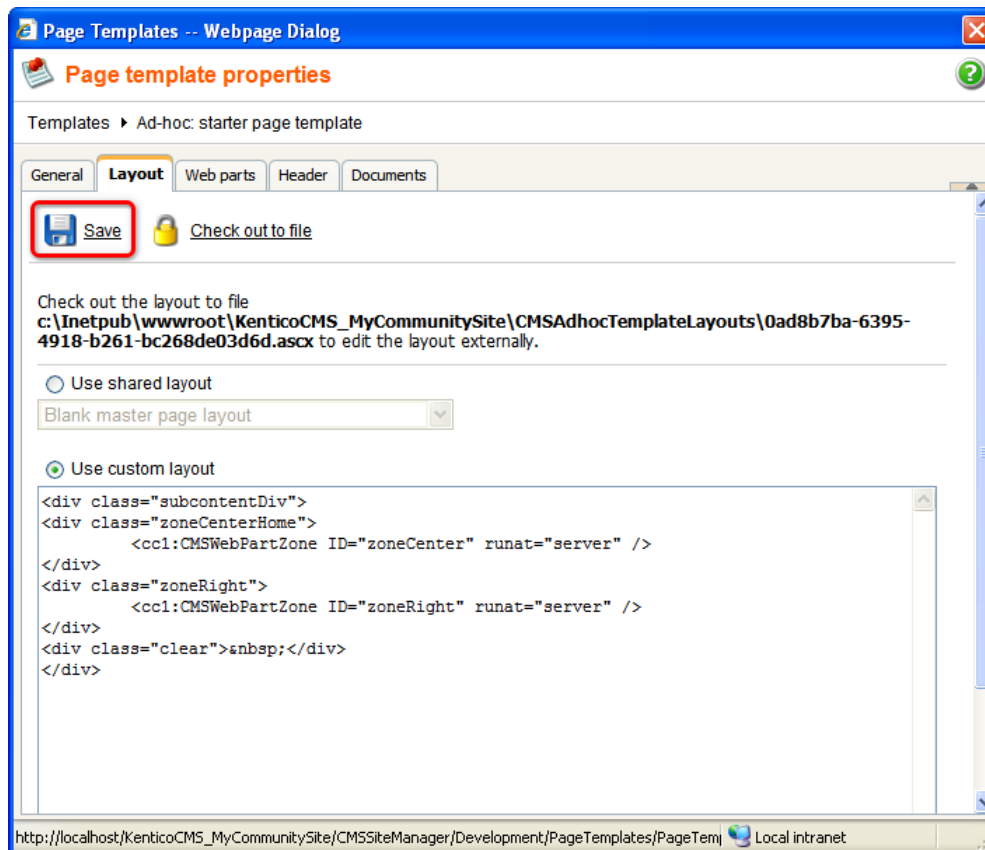 Page Templates -- Webpage Dialog
Page template properties
Templates ▸ Ad-hoc: starter page template
General Layout Web parts Header Documents
Save Check out to file
Check out the layout to file
c:\Inetpub\wwwroot\KenticoCMS_MyCommunitySite\CMSAdhocTemplateLayouts\0ad8b7ba-6395-
4918-b261-bc268de03d6d.ascx to edit the layout externally.
Use shared layout
Blank master page layout
Use custom layout
<div class="subcontentDiv">
<div class="zoneCenterHome">
<cc1:CMSWebPartZone ID="zoneCenter" runat="server" />
</div>
<div class="zoneRight">
<cc1:CMSWebPartZone ID="zoneRight" runat="server" />
</div>
<div class="clear">&nbsp;</div>
</div>
http://localhost/KenticoCMS_MyCommunitySite/CMSSiteManager/Development/PageTemplates/PageTem Local intranet